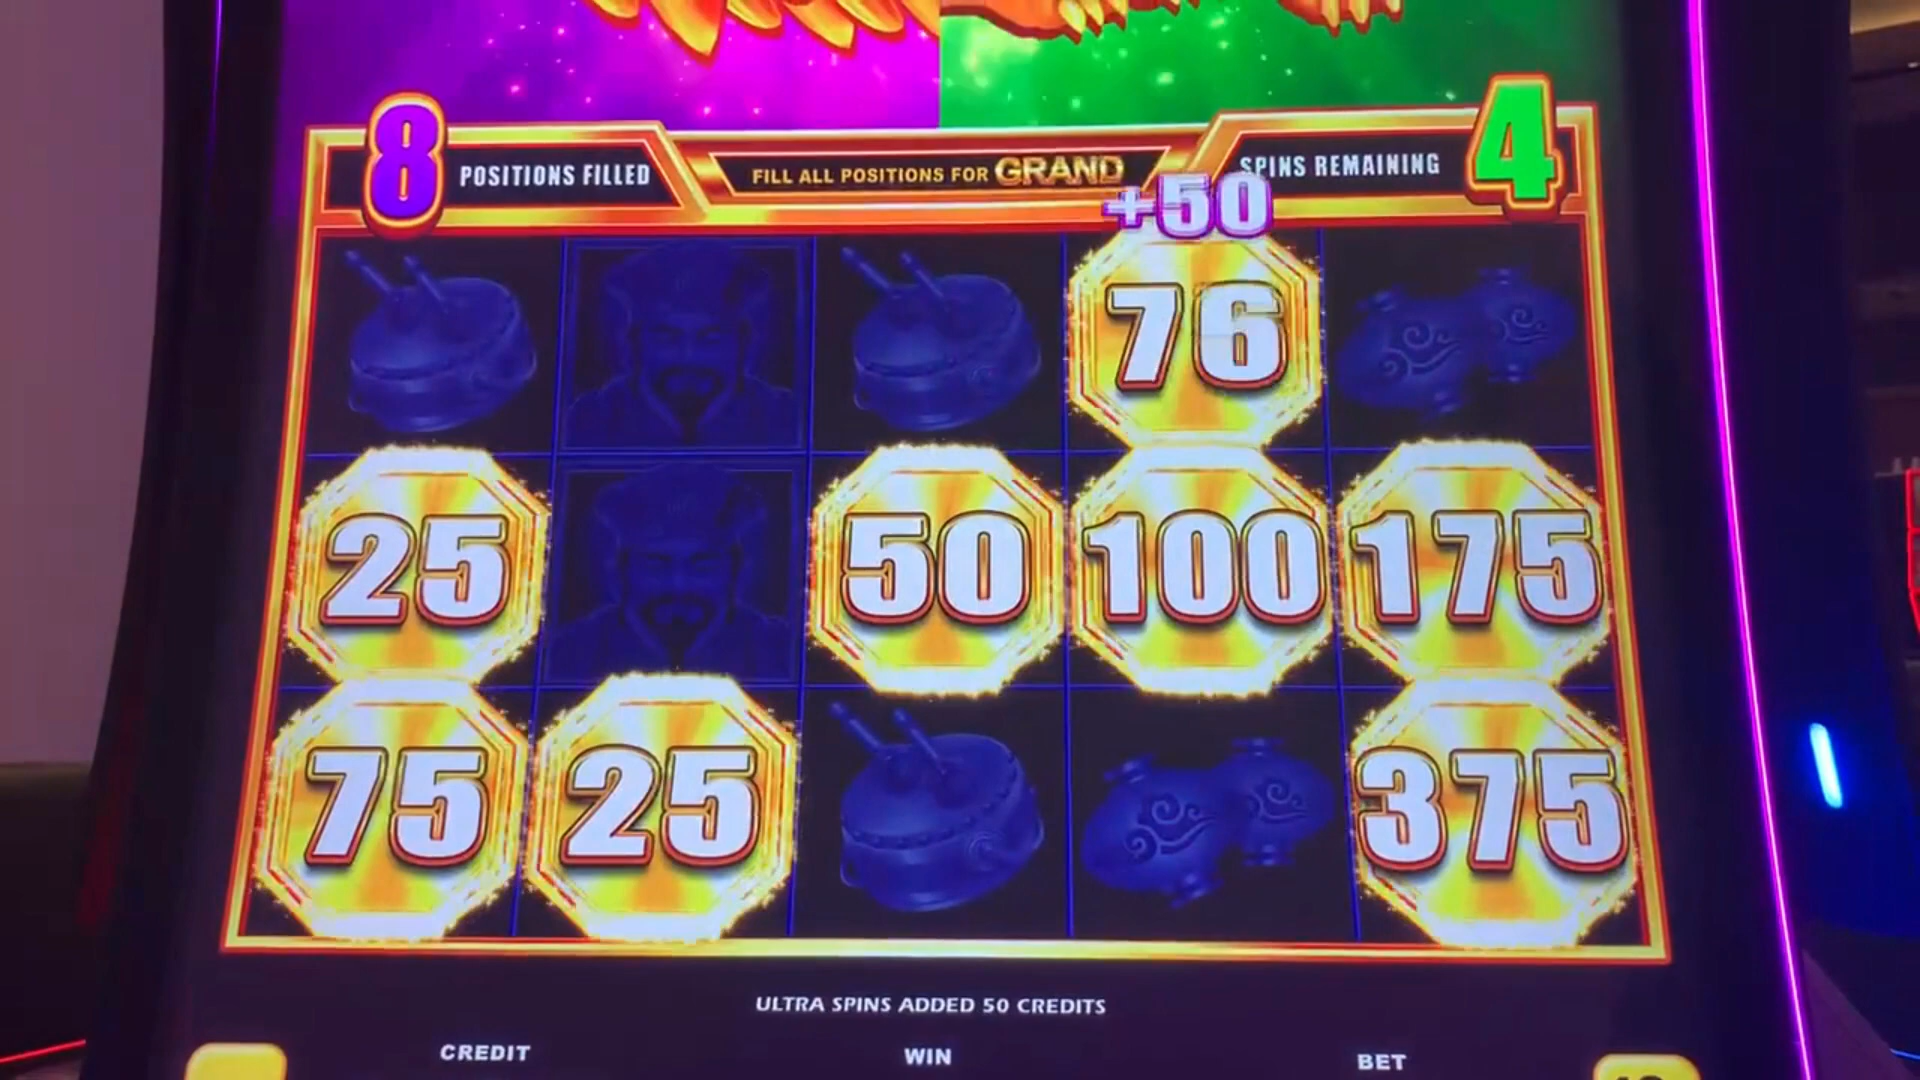 8 POSITIONS FILLED
FILL ALL POSITIONS FOR GRAND
SPINS REMAINING 4
+50
76
25 50 100 175
75 25 375
ULTRA SPINS ADDED 50 CREDITS
CREDIT WIN BET